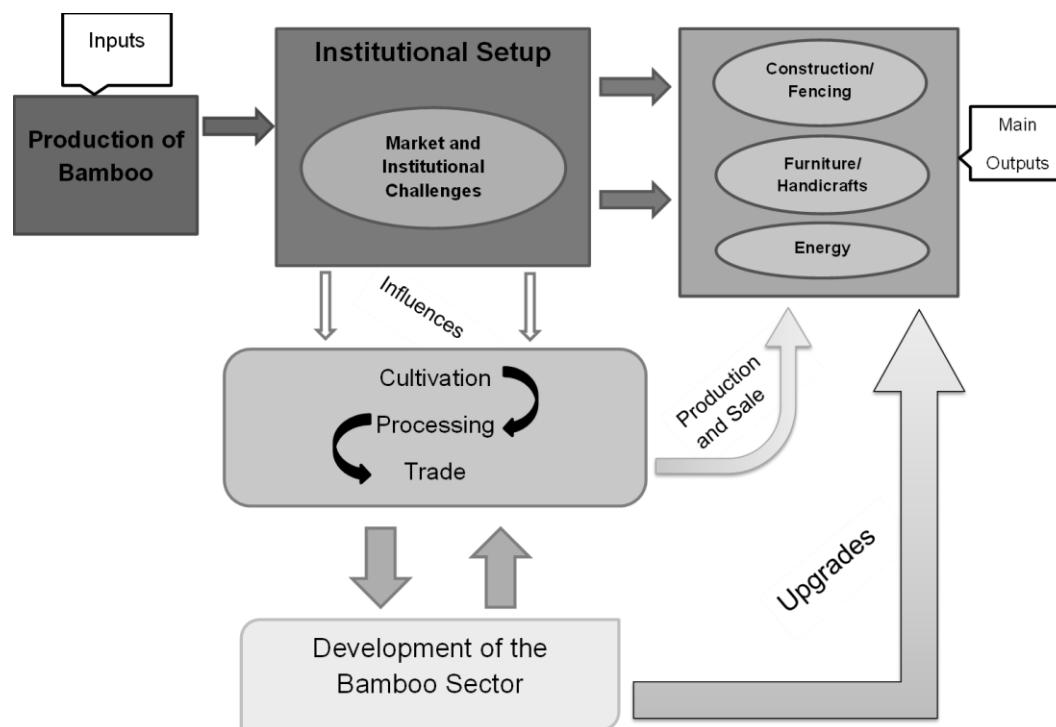 Inputs
Production of
Bamboo
Institutional Setup
Market and
Institutional
Challenges
Construction/
Fencing
Furniture/
Handicrafts
Energy
Main
Outputs
Influences
Cultivation
Processing
Trade
Production
and Sale
Development of the
Bamboo Sector
Upgrades